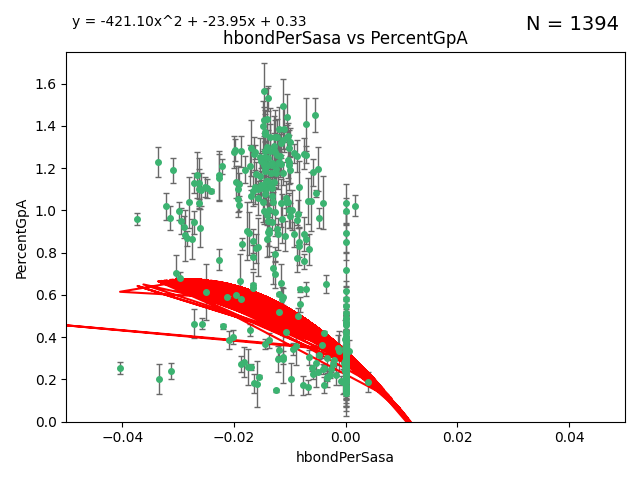 y = -421.10x^2 + -23.95x + 0.33
N = 1394
hbondPerSasa vs PercentGpA
PercentGpA
1.6
1.4
1.2
1.0
0.8
0.6
0.4
0.2
0.0
−0.04
−0.02
0.00
0.02
0.04
hbondPerSasa